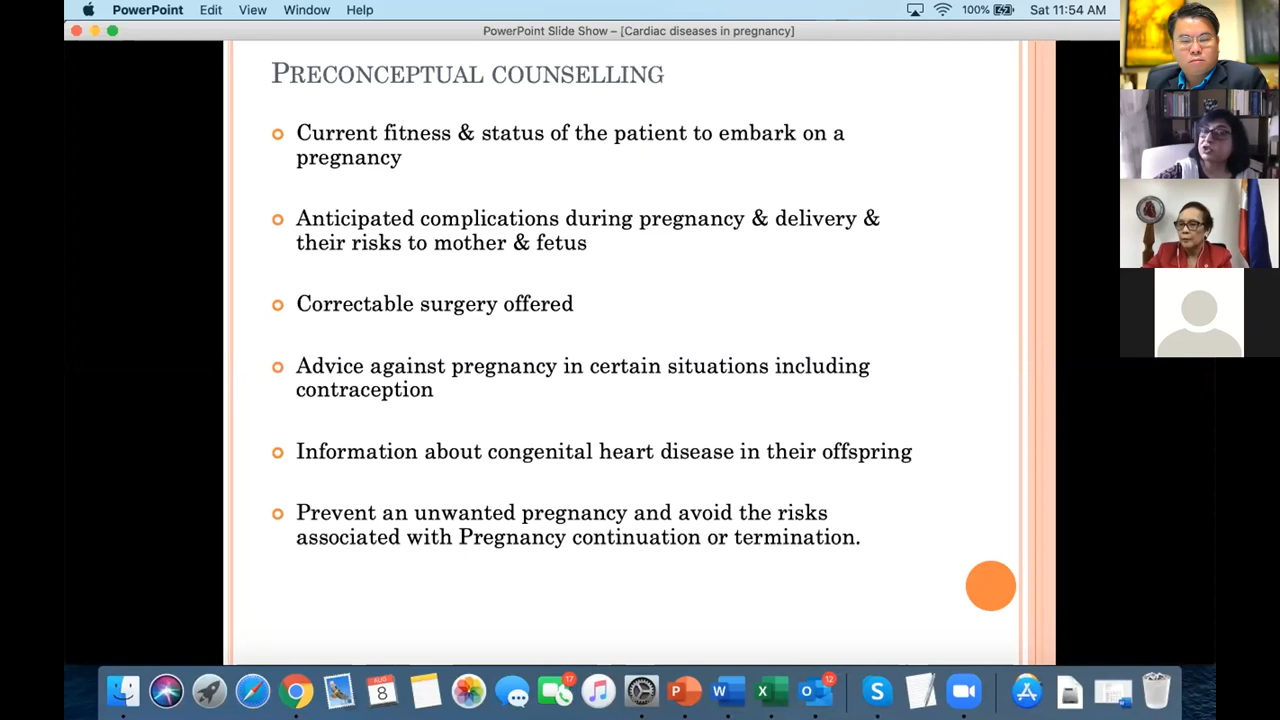 PowerPoint Edit View Window Help 100% Sat 11:54 AM
PowerPoint Slide Show – [Cardiac diseases in pregnancy]
PRECONCEPTUAL COUNSELLING
Current fitness & status of the patient to embark on a
pregnancy
Anticipated complications during pregnancy & delivery &
their risks to mother & fetus
Correctable surgery offered
Advice against pregnancy in certain situations including
contraception
Information about congenital heart disease in their offspring
Prevent an unwanted pregnancy and avoid the risks
associated with Pregnancy continuation or termination.
AUG
8
17
P
W
X
O
12
S